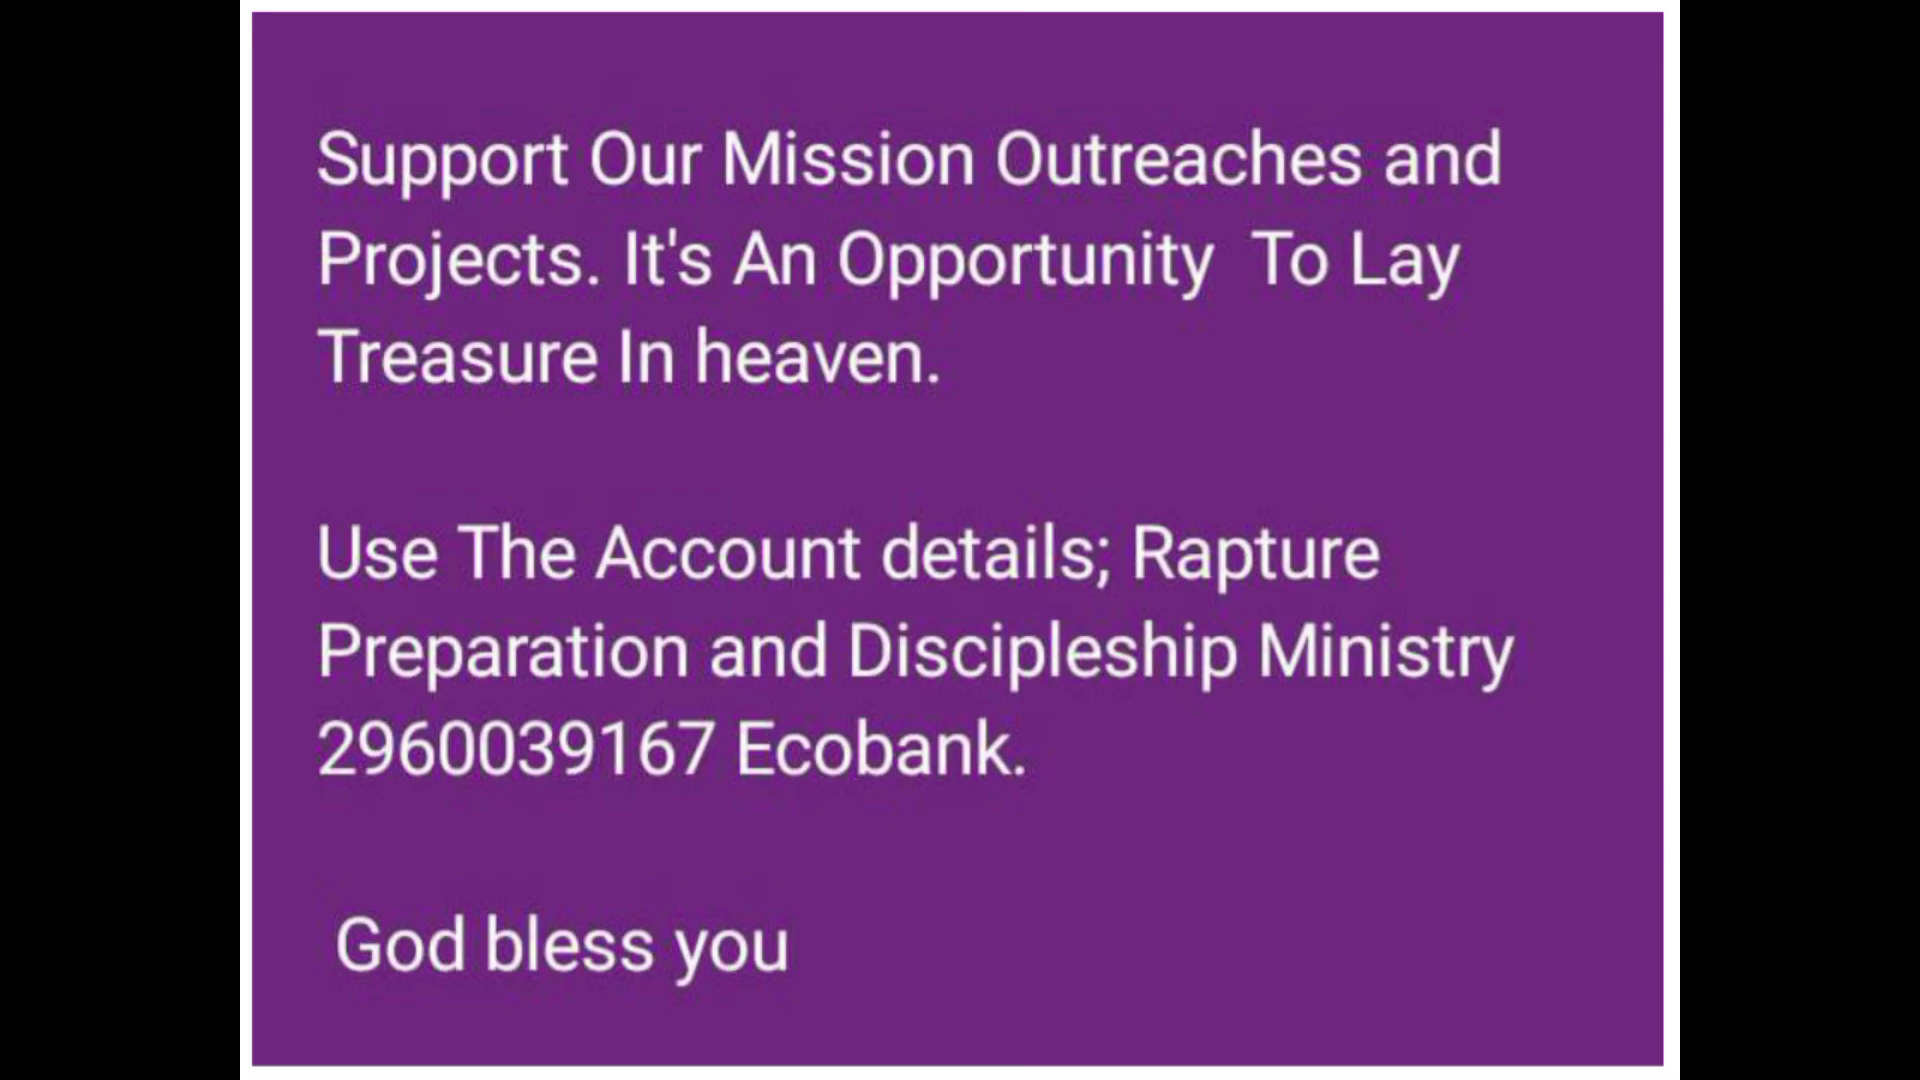 Support Our Mission Outreaches and
Projects. It's An Opportunity  To Lay
Treasure In heaven.
Use The Account details; Rapture
Preparation and Discipleship Ministry
2960039167 Ecobank.
God bless you